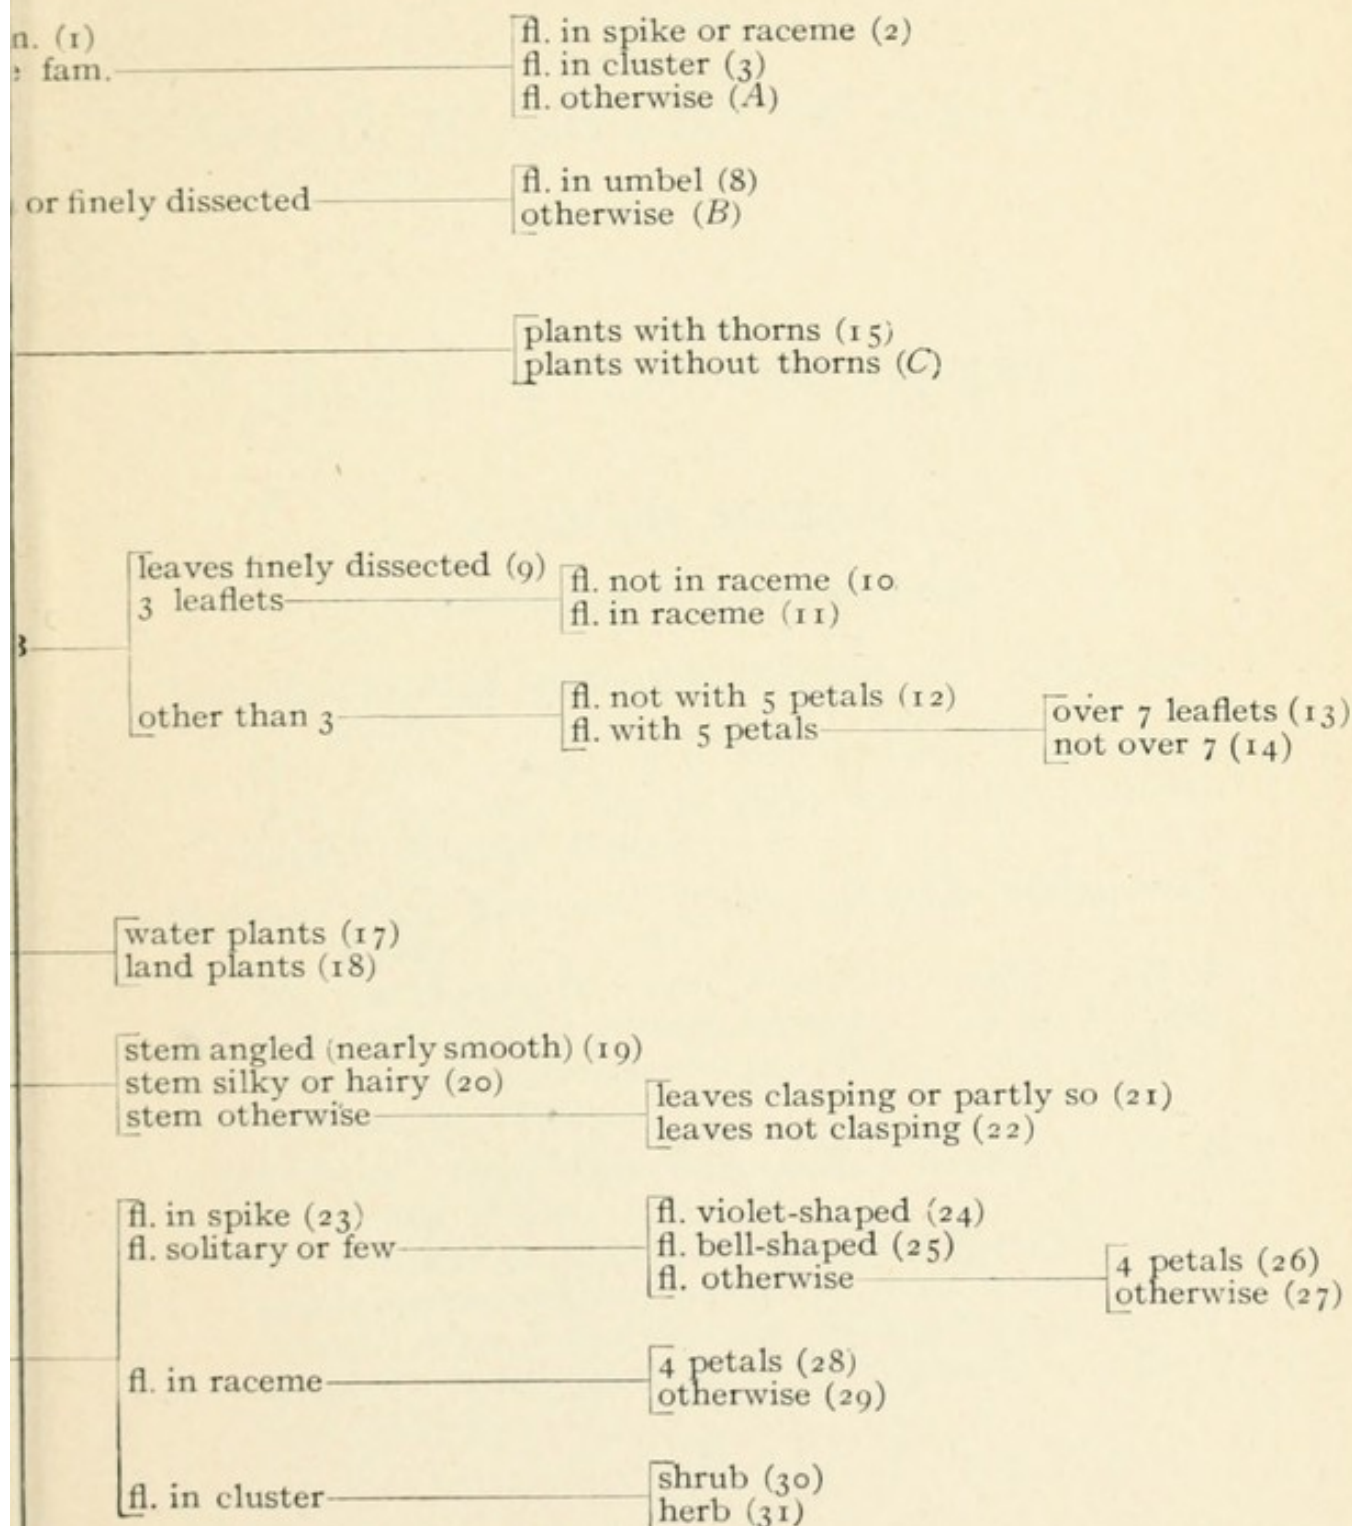 n. (1)
fam.
fl. in spike or raceme (2)
fl. in cluster (3)
fl. otherwise (A)
or finely dissected
fl. in umbel (8)
otherwise (B)
plants with thorns (15)
plants without thorns (C)
leaves finely dissected (9)
3 leaflets
fl. not in raceme (10
fl. in raceme (11)
other than 3
fl. not with 5 petals (12)
fl. with 5 petals
over 7 leaflets (13)
not over 7 (14)
water plants (17)
land plants (18)
stem angled (nearly smooth) (19)
stem silky or hairy (20)
stem otherwise
leaves clasping or partly so (21)
leaves not clasping (22)
fl. in spike (23)
fl. solitary or few
fl. violet-shaped (24)
fl. bell-shaped (25)
fl. otherwise
4 petals (26)
otherwise (27)
fl. in raceme
4 petals (28)
otherwise (29)
fl. in cluster
shrub (30)
herb (31)